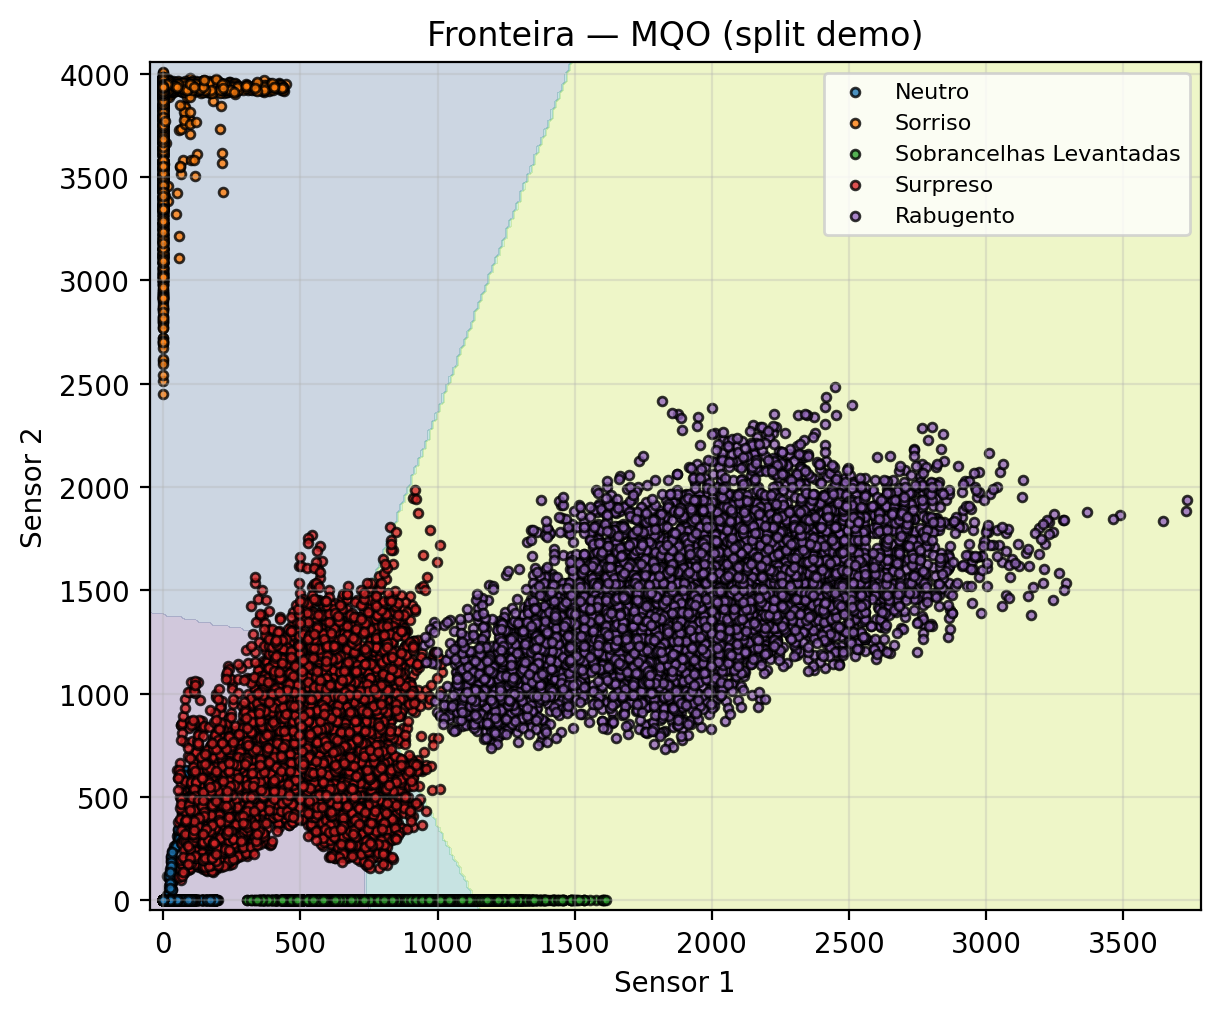 Fronteira — MQO (split demo)
Neutro
Sorriso
Sobrancelhas Levantadas
Surpreso
Rabugento
4000
3500
3000
2500
2000
1500
1000
500
0
Sensor 2
0 500 1000 1500 2000 2500 3000 3500
Sensor 1